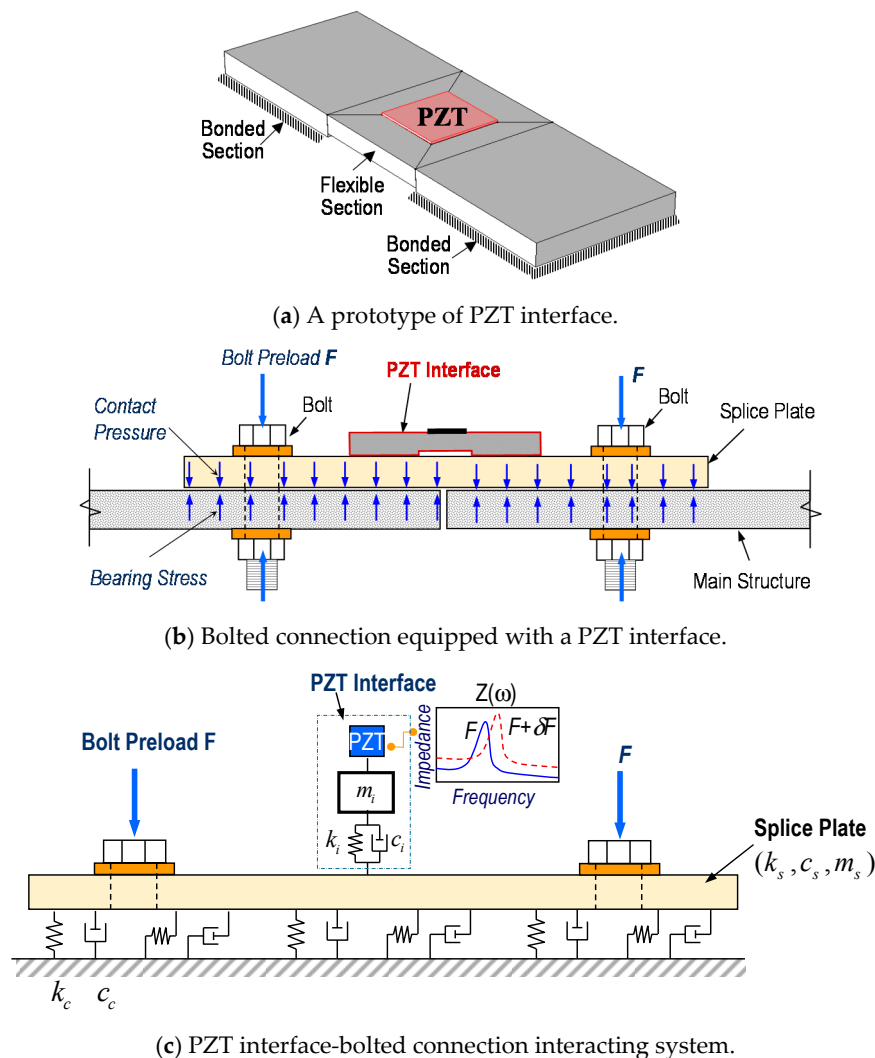 PZT
Bonded
Section
Flexible
Section
Bonded
Section
(a) A prototype of PZT interface.
Bolt Preload F
PZT Interface
F
Contact
Pressure
Bolt
Bolt
Splice Plate
Bearing Stress
Main Structure
(b) Bolted connection equipped with a PZT interface.
PZT Interface
Z(ω)
Bolt Preload F
PZT
Impedance
F
F+δF
F
m_i
Frequency
k_i
c_i
Splice Plate
(k_s, c_s, m_s)
k_c
c_c
(c) PZT interface-bolted connection interacting system.